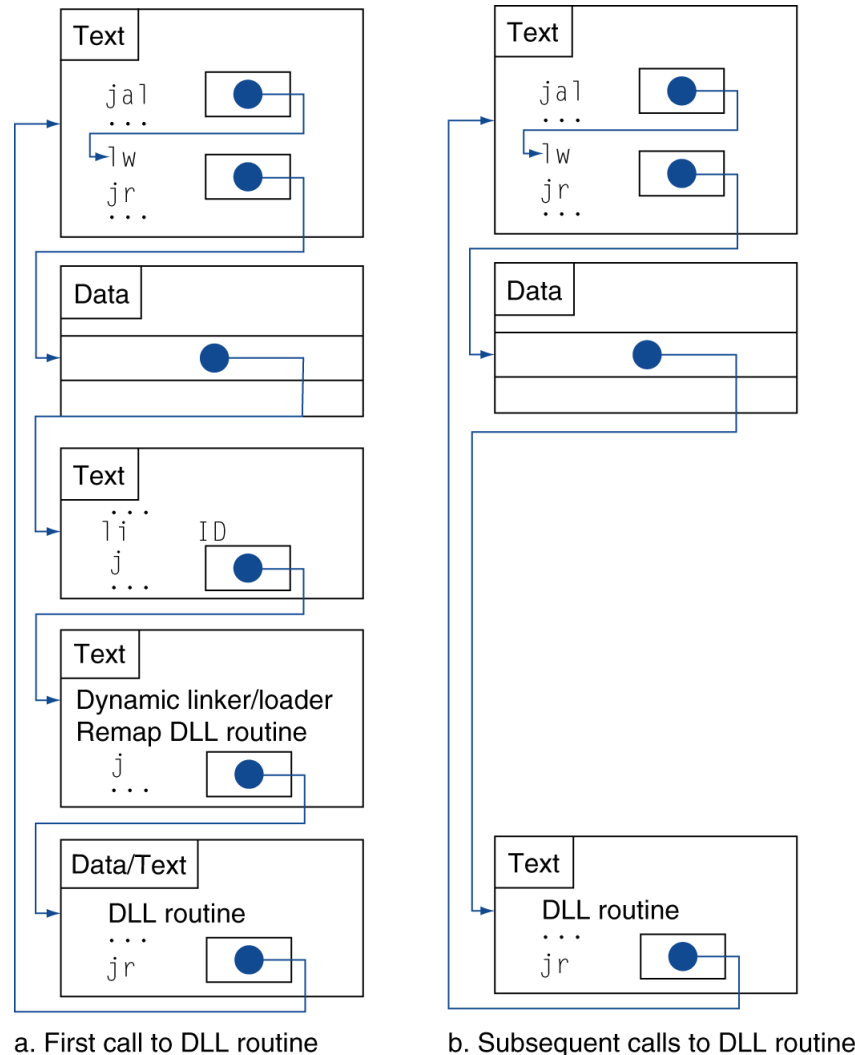 Text
jal
...
lw
jr
...
Data
Text
...
li ID
j
...
Text
Dynamic linker/loader
Remap DLL routine
j
...
Data/Text
DLL routine
...
jr
a. First call to DLL routine
Text
jal
...
lw
jr
...
Data
Text
DLL routine
...
jr
b. Subsequent calls to DLL routine